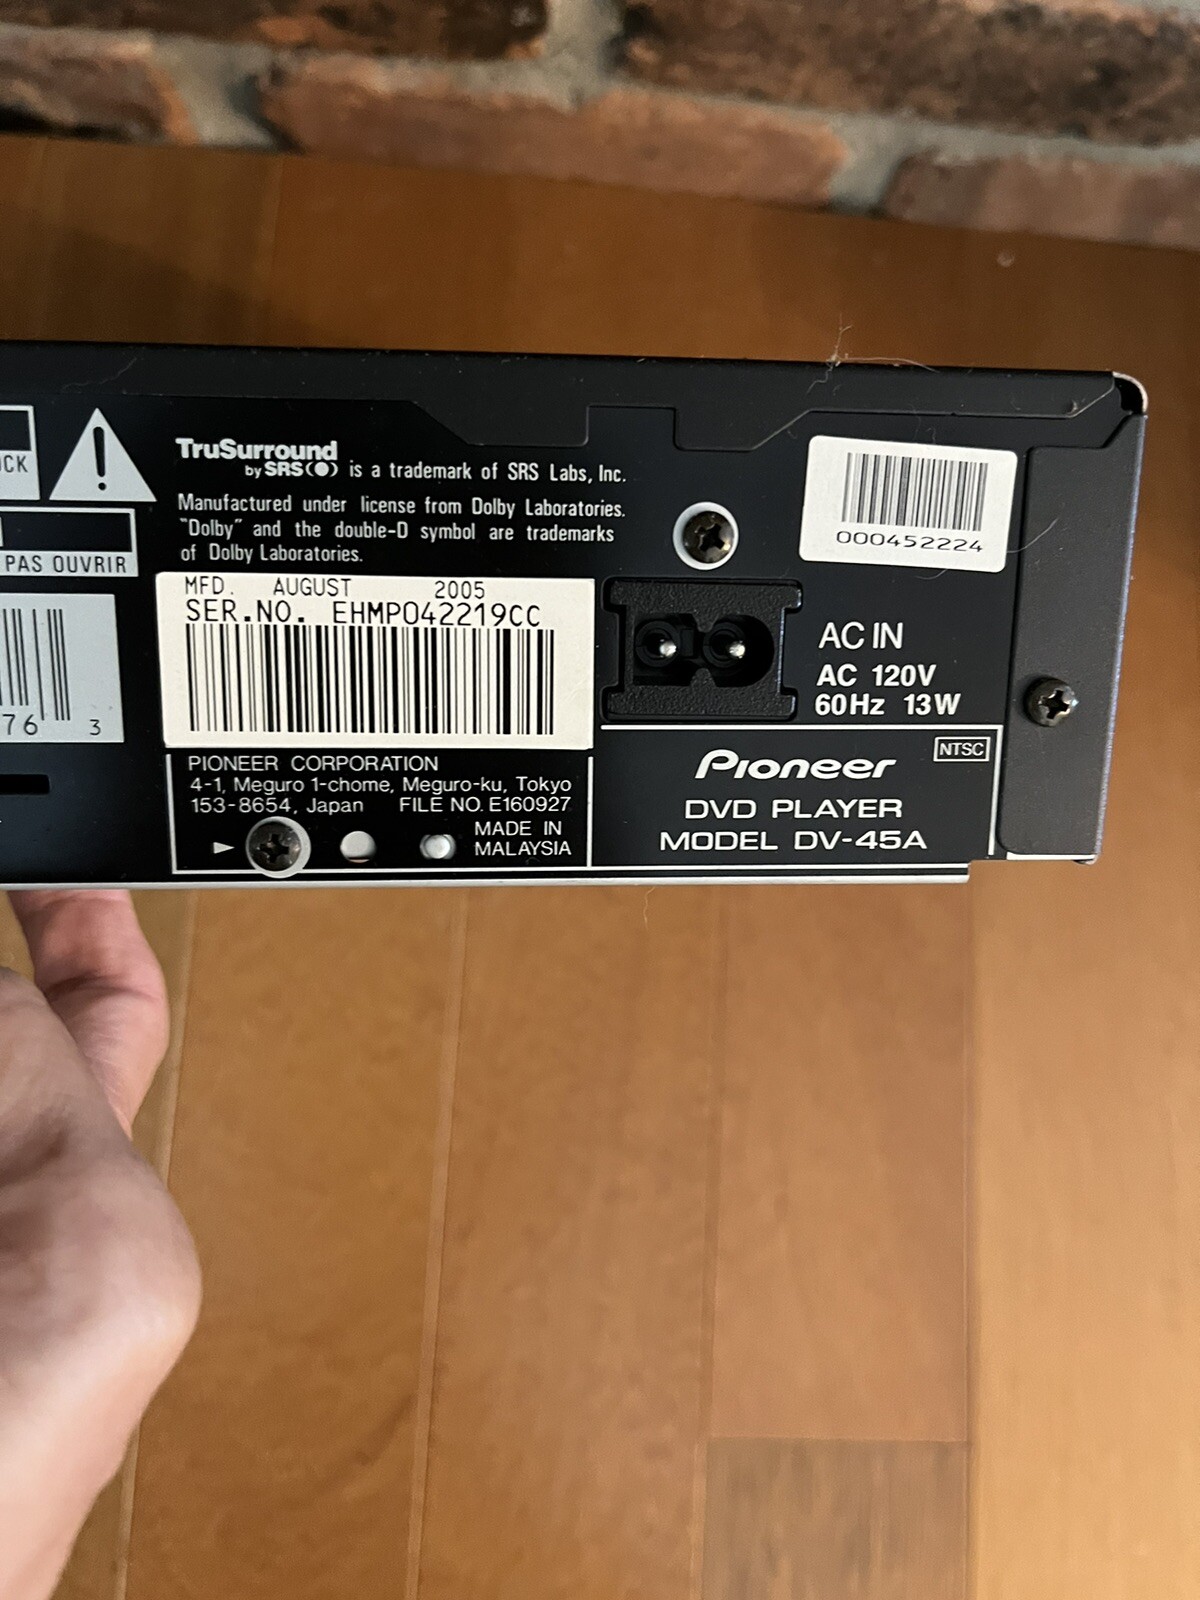 OCK
PAS OUVRIR
76 3
TruSurround
by SRS(●) is a trademark of SRS Labs, Inc.
Manufactured under license from Dolby Laboratories.
"Dolby" and the double-D symbol are trademarks
of Dolby Laboratories.
MFD. AUGUST 2005
SER.NO. EHMP042219CC
PIONEER CORPORATION
4-1, Meguro 1-chome, Meguro-ku, Tokyo
153-8654, Japan FILE NO. E160927
MADE IN
MALAYSIA
000452224
AC IN
AC 120V
60Hz 13W
NTSC
Pioneer
DVD PLAYER
MODEL DV-45A